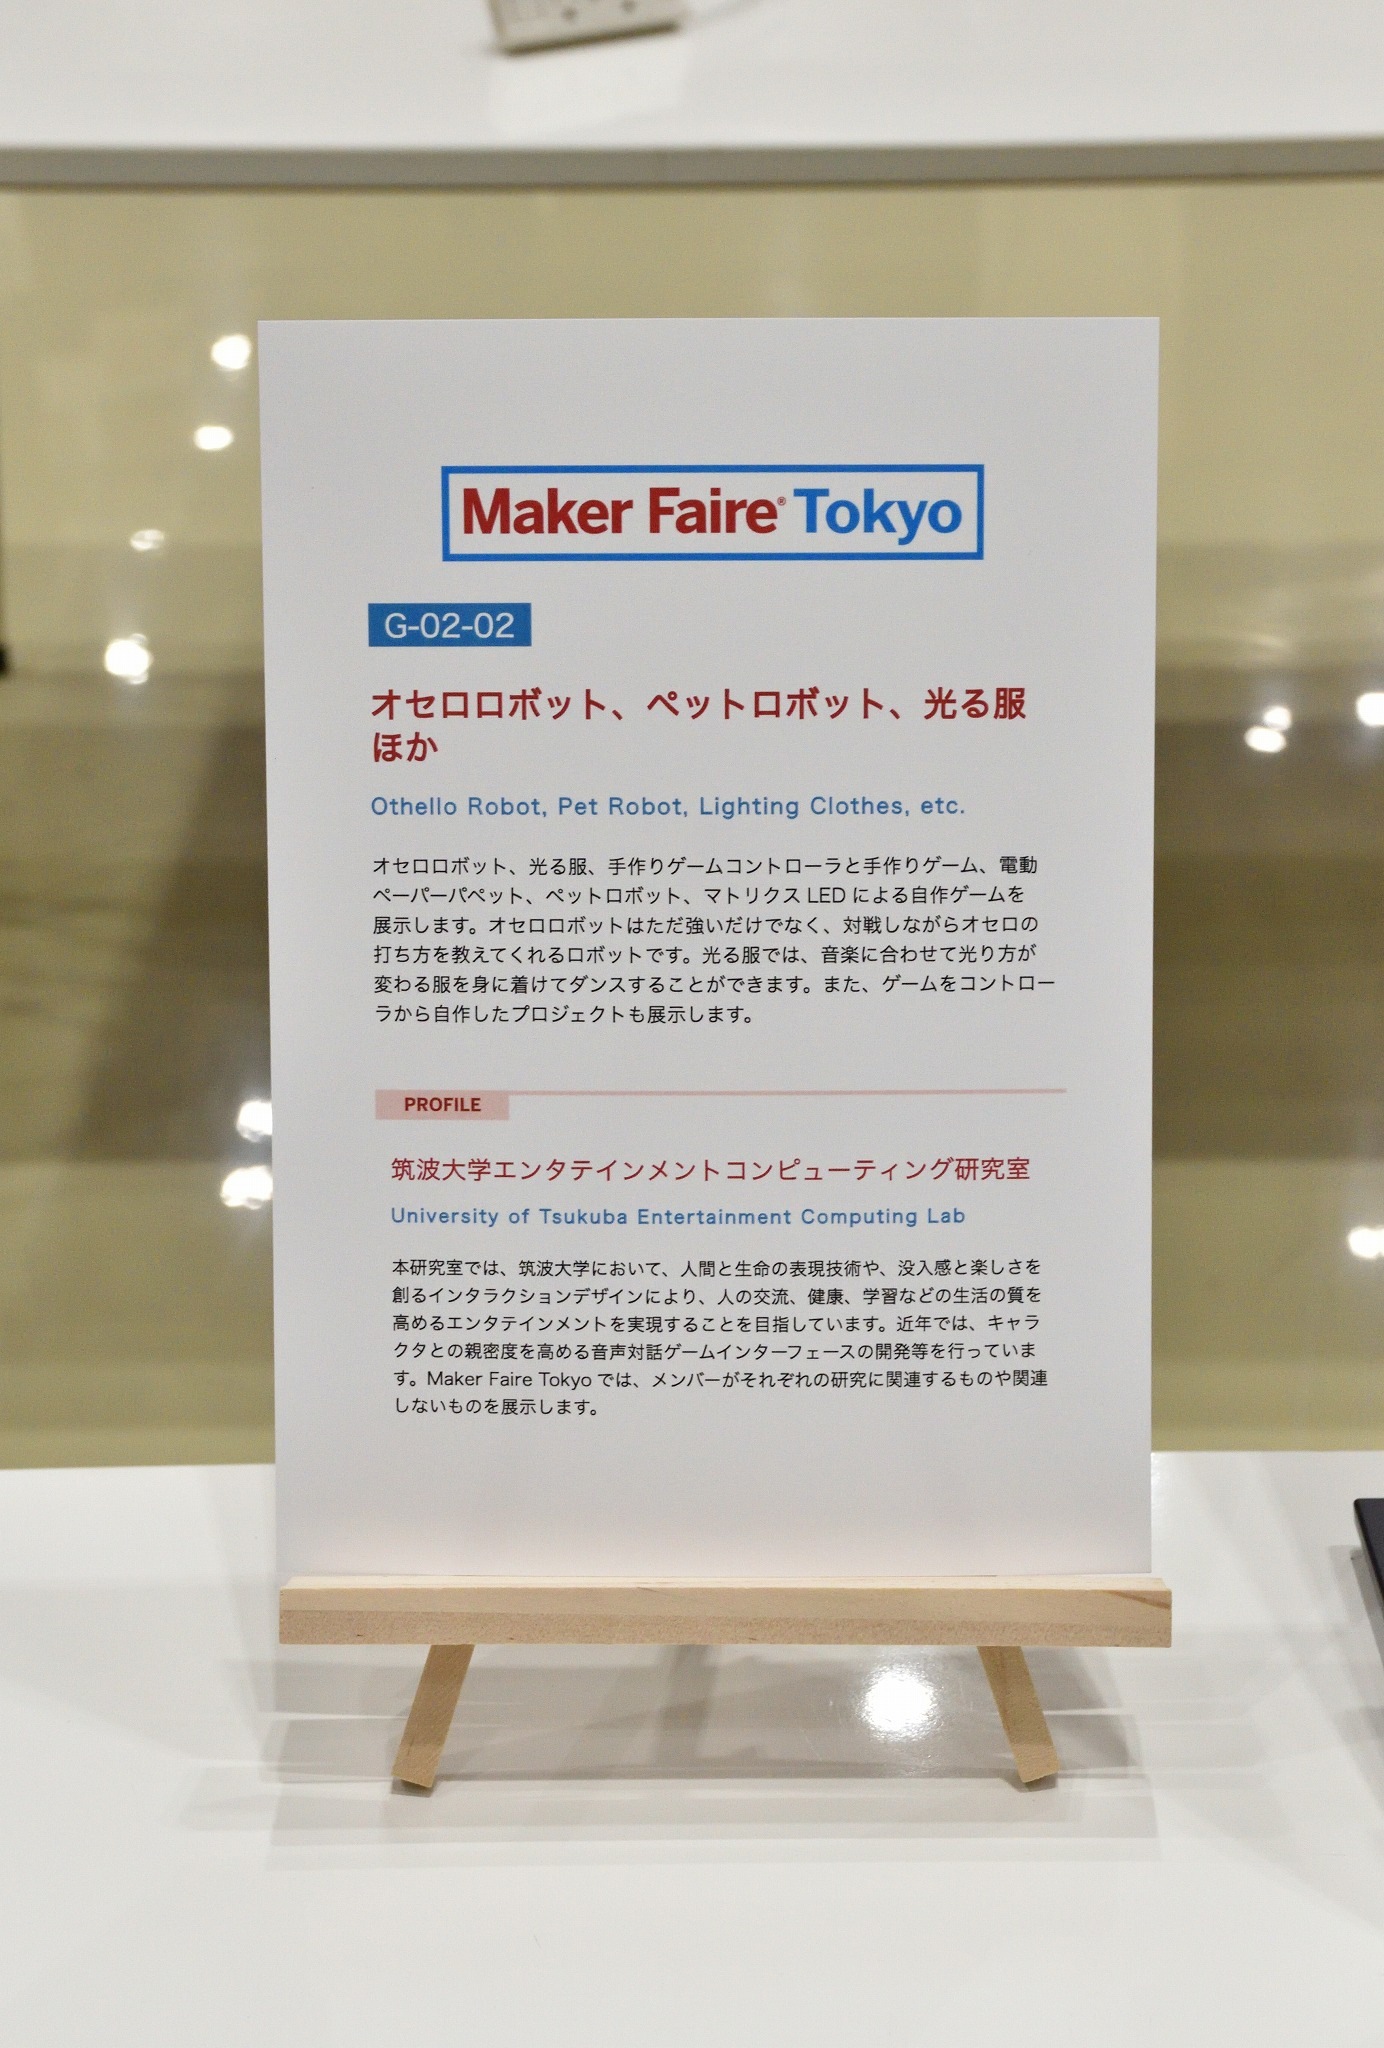 Maker Faire® Tokyo
G-02-02
オセロロボット、ペットロボット、光る服
ほか
Othello Robot, Pet Robot, Lighting Clothes, etc.
オセロロボット、光る服、手作りゲームコントローラと手作りゲーム、電動
ペーパーパペット、ペットロボット、マトリクス LED による自作ゲームを
展示します。オセロロボットはただ強いだけでなく、対戦しながらオセロの
打ち方を教えてくれるロボットです。光る服では、音楽に合わせて光り方が
変わる服を身に着けてダンスすることができます。また、ゲームをコントロー
ラから自作したプロジェクトも展示します。
PROFILE
筑波大学エンタテインメントコンピューティング研究室
University of Tsukuba Entertainment Computing Lab
本研究室では、筑波大学において、人間と生命の表現技術や、没入感と楽しさを
創るインタラクションデザインにより、人の交流、健康、学習などの生活の質を
高めるエンタテインメントを実現することを目指しています。近年では、キャラ
クタとの親密度を高める音声対話ゲームインターフェースの開発等を行っていま
す。Maker Faire Tokyo では、メンバーがそれぞれの研究に関連するものや関連
しないものを展示します。